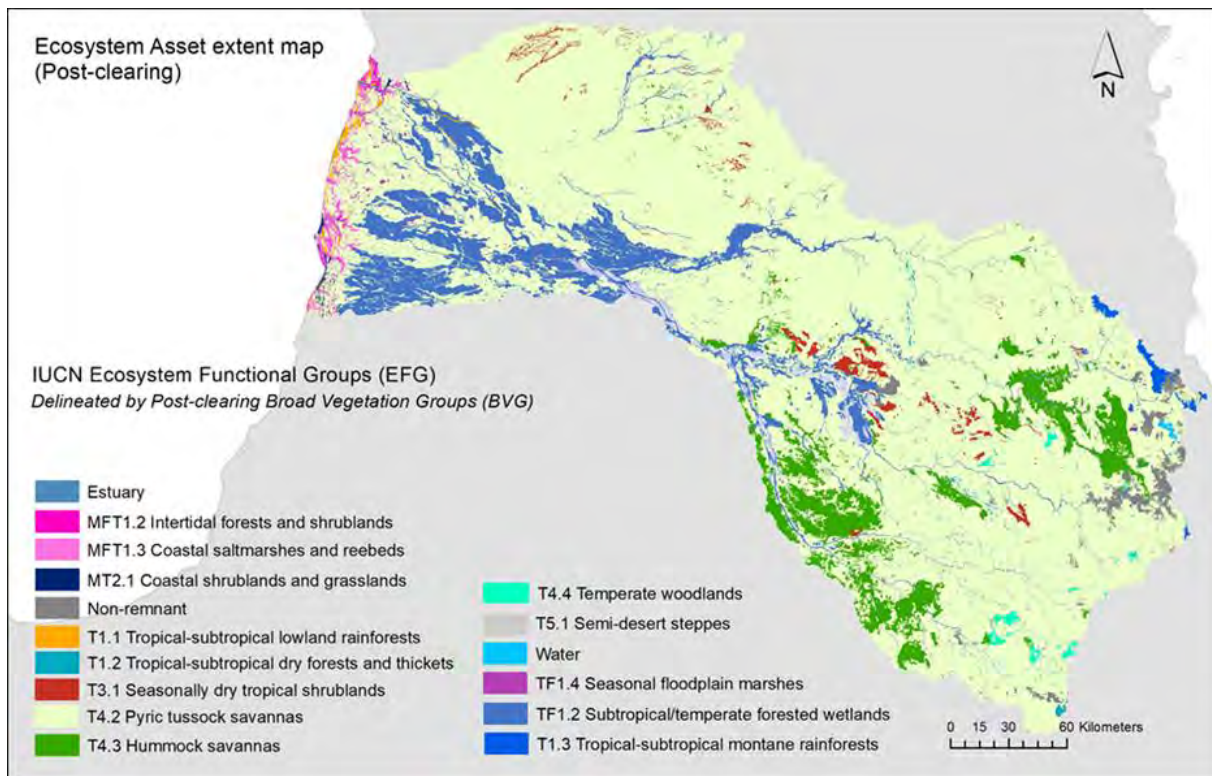 Ecosystem Asset extent map
(Post-clearing)
N
IUCN Ecosystem Functional Groups (EFG)
Delineated by Post-clearing Broad Vegetation Groups (BVG)
Estuary
MFT1.2 Intertidal forests and shrublands
MFT1.3 Coastal saltmarshes and reebeds
MT2.1 Coastal shrublands and grasslands
Non-remnant
T1.1 Tropical-subtropical lowland rainforests
T1.2 Tropical-subtropical dry forests and thickets
T3.1 Seasonally dry tropical shrublands
T4.2 Pyric tussock savannas
T4.3 Hummock savannas
T4.4 Temperate woodlands
T5.1 Semi-desert steppes
Water
TF1.4 Seasonal floodplain marshes
TF1.2 Subtropical/temperate forested wetlands
T1.3 Tropical-subtropical montane rainforests
0 15 30 60 Kilometers